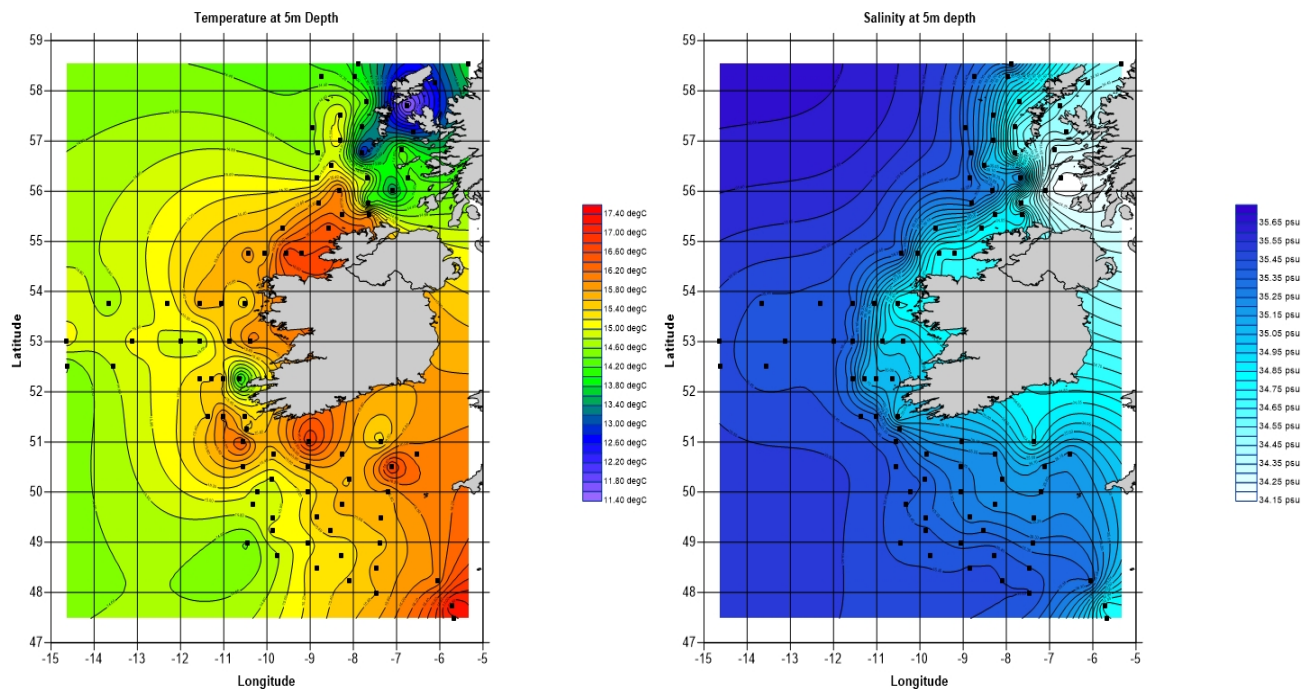 Temperature at 5m Depth
59
58
57
56
55
54
53
52
51
50
49
48
47
Latitude
-15 -14 -13 -12 -11 -10 -9 -8 -7 -6 -5
Longitude
17.40 degC
17.00 degC
16.60 degC
16.20 degC
15.80 degC
15.40 degC
15.00 degC
14.60 degC
14.20 degC
13.80 degC
13.40 degC
13.00 degC
12.60 degC
12.20 degC
11.80 degC
11.40 degC
Salinity at 5m depth
59
58
57
56
55
54
53
52
51
50
49
48
47
Latitude
-15 -14 -13 -12 -11 -10 -9 -8 -7 -6 -5
Longitude
35.65 psu
35.55 psu
35.45 psu
35.35 psu
35.25 psu
35.15 psu
35.05 psu
34.95 psu
34.85 psu
34.75 psu
34.65 psu
34.55 psu
34.45 psu
34.35 psu
34.25 psu
34.15 psu